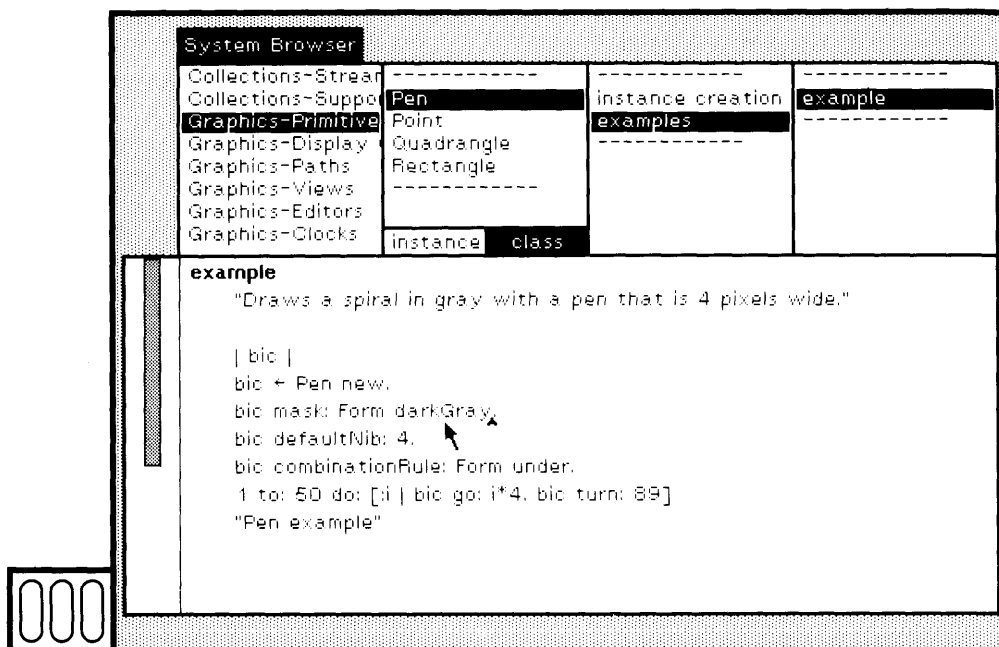 System Browser
Collections-Strear
Collections-Suppo
Graphics-Primitive
Graphics-Display
Graphics-Paths
Graphics-Views
Graphics-Editors
Graphics-Clocks
------------
Pen
Point
Quadrangle
Rectangle
------------
instance class
------------
instance creation
examples
------------
------------
example
------------
example
"Draws a spiral in gray with a pen that is 4 pixels wide."
| bic |
bic ← Pen new.
bic mask: Form darkGray.
bic defaultNib: 4.
bic combinationRule: Form under.
1 to: 50 do: [:i | bic go: i*4. bic turn: 89]
"Pen example"